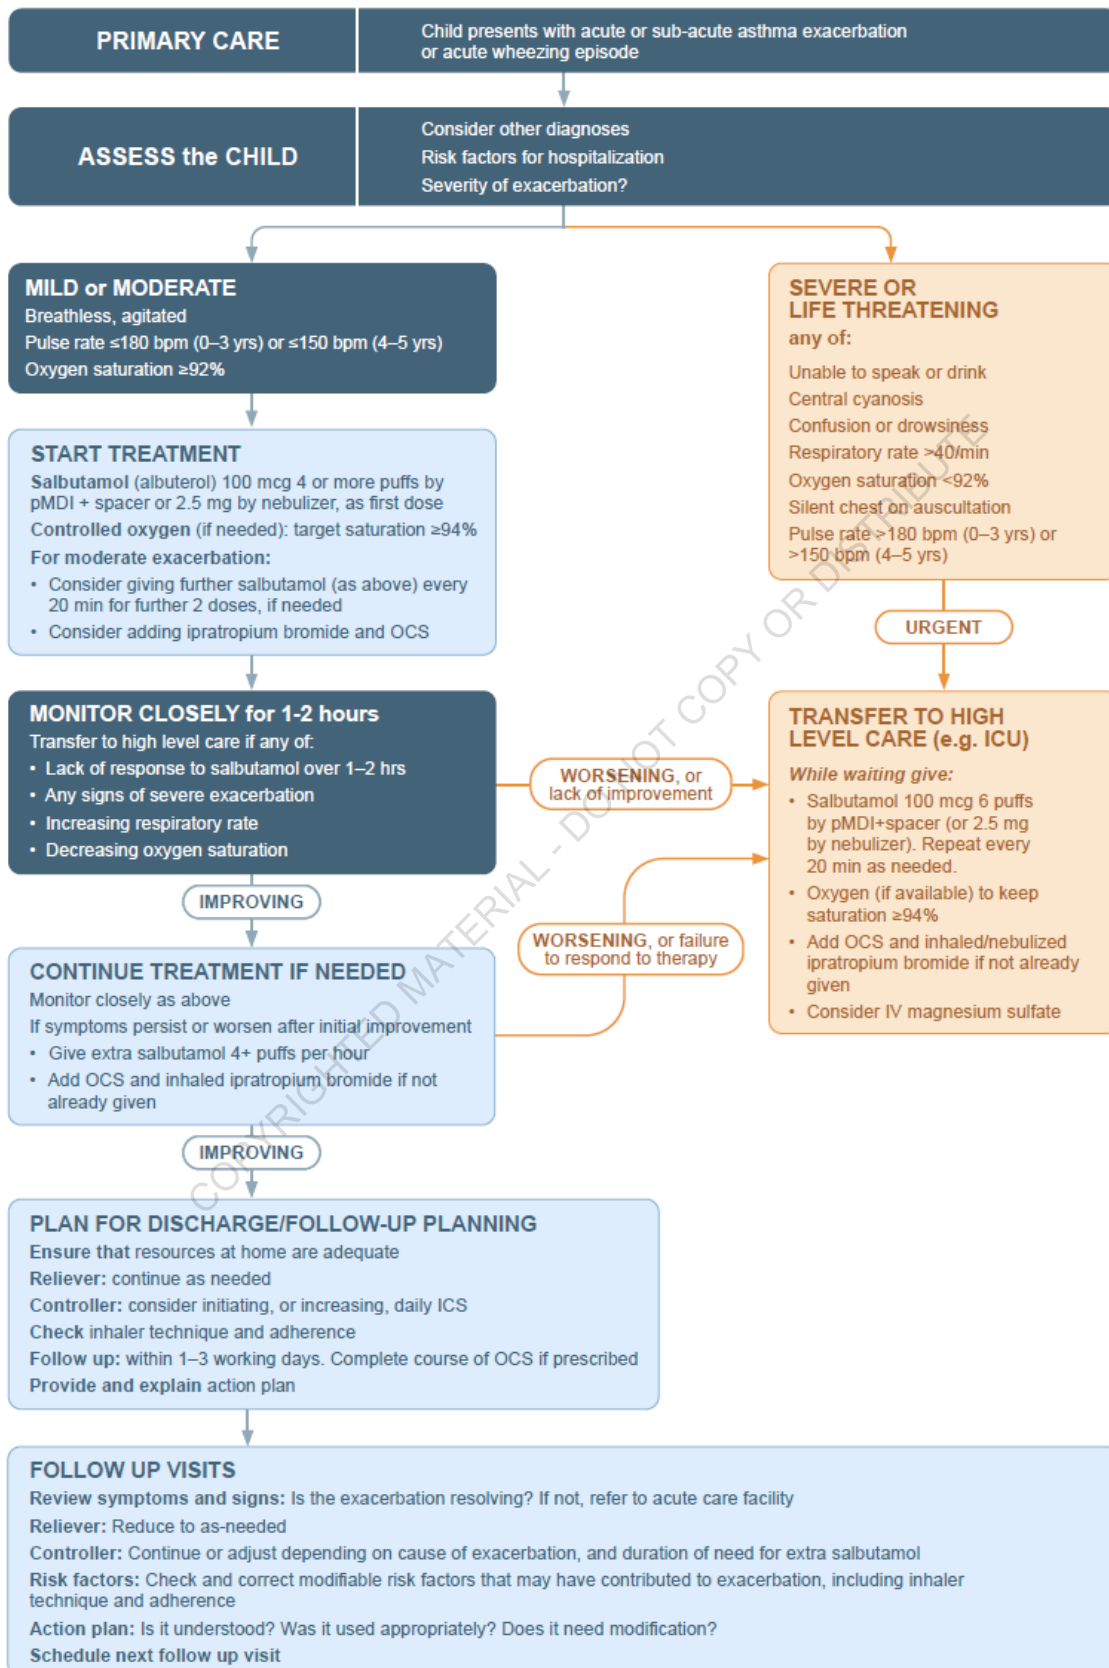 PRIMARY CARE
Child presents with acute or sub-acute asthma exacerbation
or acute wheezing episode
ASSESS the CHILD
Consider other diagnoses
Risk factors for hospitalization
Severity of exacerbation?
MILD or MODERATE
Breathless, agitated
Pulse rate ≤180 bpm (0–3 yrs) or ≤150 bpm (4–5 yrs)
Oxygen saturation ≥92%
SEVERE OR
LIFE THREATENING
any of:
Unable to speak or drink
Central cyanosis
Confusion or drowsiness
Respiratory rate >40/min
Oxygen saturation <92%
Silent chest on auscultation
Pulse rate >180 bpm (0–3 yrs) or
>150 bpm (4–5 yrs)
START TREATMENT
Salbutamol (albuterol) 100 mcg 4 or more puffs by
pMDI + spacer or 2.5 mg by nebulizer, as first dose
Controlled oxygen (if needed): target saturation ≥94%
For moderate exacerbation:
• Consider giving further salbutamol (as above) every
20 min for further 2 doses, if needed
• Consider adding ipratropium bromide and OCS
URGENT
MONITOR CLOSELY for 1-2 hours
Transfer to high level care if any of:
• Lack of response to salbutamol over 1–2 hrs
• Any signs of severe exacerbation
• Increasing respiratory rate
• Decreasing oxygen saturation
WORSENING, or
lack of improvement
TRANSFER TO HIGH
LEVEL CARE (e.g. ICU)
While waiting give:
• Salbutamol 100 mcg 6 puffs
by pMDI+spacer (or 2.5 mg
by nebulizer). Repeat every
20 min as needed.
• Oxygen (if available) to keep
saturation ≥94%
• Add OCS and inhaled/nebulized
ipratropium bromide if not already
given
• Consider IV magnesium sulfate
IMPROVING
WORSENING, or failure
to respond to therapy
CONTINUE TREATMENT IF NEEDED
Monitor closely as above
If symptoms persist or worsen after initial improvement
• Give extra salbutamol 4+ puffs per hour
• Add OCS and inhaled ipratropium bromide if not
already given
IMPROVING
PLAN FOR DISCHARGE/FOLLOW-UP PLANNING
Ensure that resources at home are adequate
Reliever: continue as needed
Controller: consider initiating, or increasing, daily ICS
Check inhaler technique and adherence
Follow up: within 1–3 working days. Complete course of OCS if prescribed
Provide and explain action plan
FOLLOW UP VISITS
Review symptoms and signs: Is the exacerbation resolving? If not, refer to acute care facility
Reliever: Reduce to as-needed
Controller: Continue or adjust depending on cause of exacerbation, and duration of need for extra salbutamol
Risk factors: Check and correct modifiable risk factors that may have contributed to exacerbation, including inhaler
technique and adherence
Action plan: Is it understood? Was it used appropriately? Does it need modification?
Schedule next follow up visit
COPYRIGHTED MATERIAL - DO NOT COPY OR DISTRIBUTE